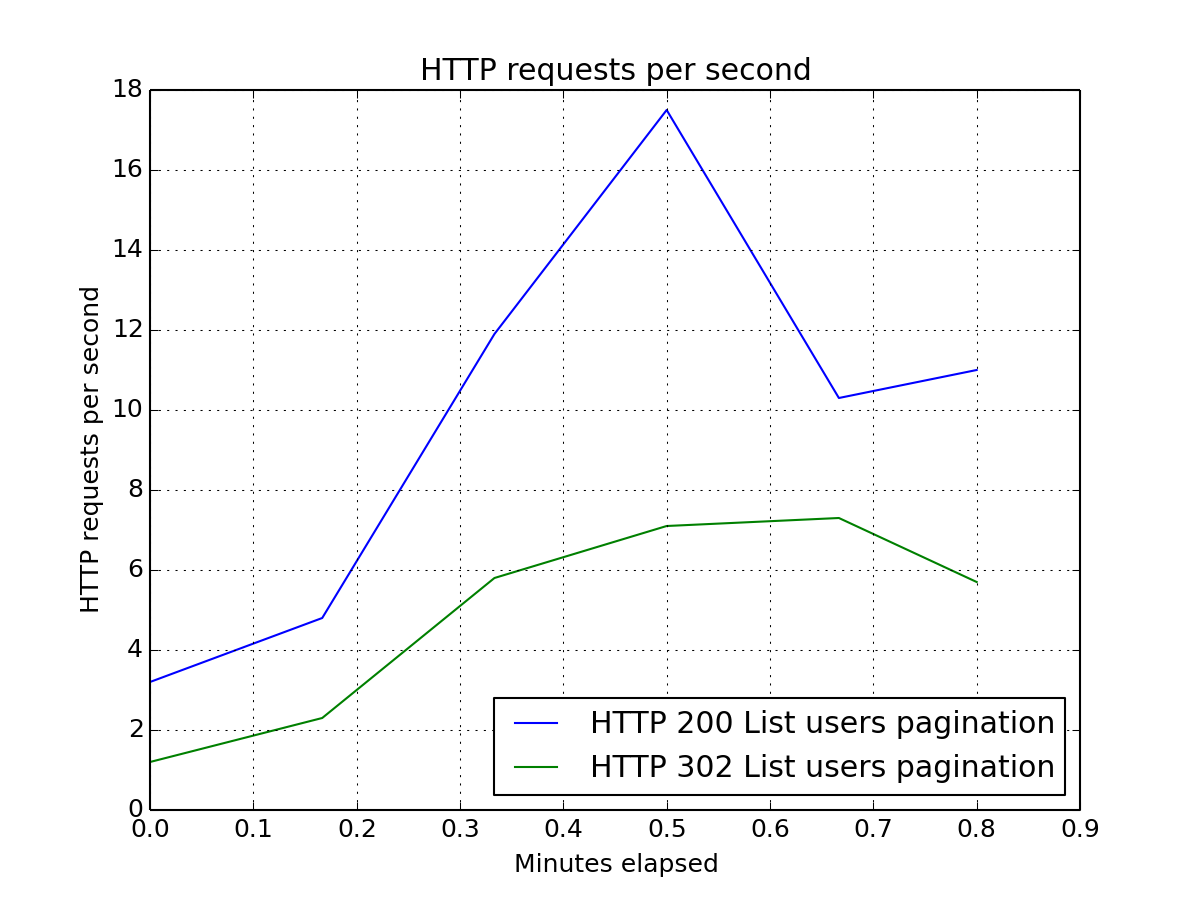 HTTP requests per second
18
16
14
12
10
8
6
4
2
0
HTTP requests per second
HTTP 200 List users pagination
HTTP 302 List users pagination
0.0 0.1 0.2 0.3 0.4 0.5 0.6 0.7 0.8 0.9
Minutes elapsed